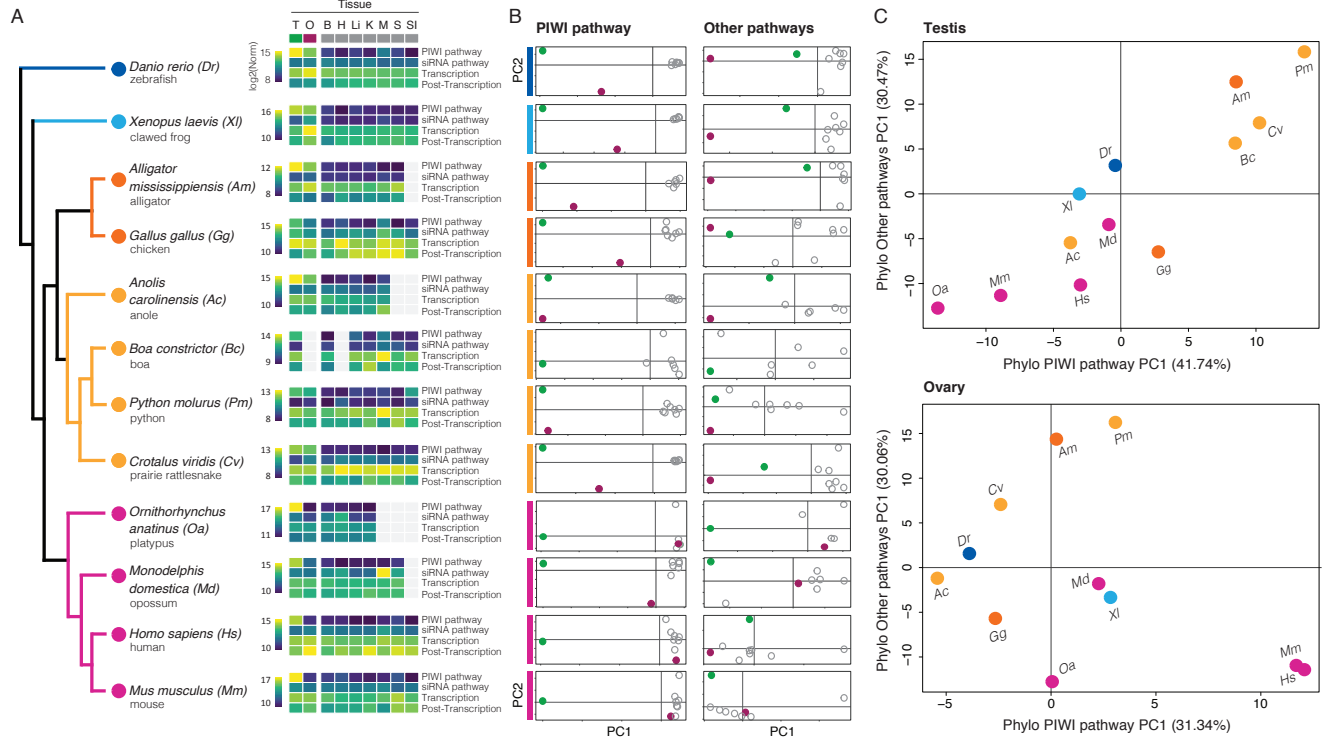 A
Tissue
T O B H Li K M S SI
log2(Norm)
15
8
PIWI pathway
siRNA pathway
Transcription
Post-Transcription
Danio rerio (Dr)
zebrafish
16
10
PIWI pathway
siRNA pathway
Transcription
Post-Transcription
Xenopus laevis (Xl)
clawed frog
12
8
PIWI pathway
siRNA pathway
Transcription
Post-Transcription
Alligator
mississippiensis (Am)
alligator
15
10
PIWI pathway
siRNA pathway
Transcription
Post-Transcription
Gallus gallus (Gg)
chicken
15
10
PIWI pathway
siRNA pathway
Transcription
Post-Transcription
Anolis
carolinensis (Ac)
anole
14
9
PIWI pathway
siRNA pathway
Transcription
Post-Transcription
Boa constrictor (Bc)
boa
13
8
PIWI pathway
siRNA pathway
Transcription
Post-Transcription
Python molurus (Pm)
python
13
8
PIWI pathway
siRNA pathway
Transcription
Post-Transcription
Crotalus viridis (Cv)
prairie rattlesnake
17
11
PIWI pathway
siRNA pathway
Transcription
Post-Transcription
Ornithorhynchus
anatinus (Oa)
platypus
15
10
PIWI pathway
siRNA pathway
Transcription
Post-Transcription
Monodelphis
domestica (Md)
opossum
15
10
PIWI pathway
siRNA pathway
Transcription
Post-Transcription
Homo sapiens (Hs)
human
17
10
PIWI pathway
siRNA pathway
Transcription
Post-Transcription
Mus musculus (Mm)
mouse
B
PIWI pathway
Other pathways
PC2
PC2
PC1
PC1
C
Testis
Phylo Other pathways PC1 (30.47%)
15
10
5
0
−5
−10
Pm
Am
Cv
Bc
Dr
Xl
Md
Ac
Gg
Hs
Mm
Oa
−10 −5 0 5 10
Phylo PIWI pathway PC1 (41.74%)
Ovary
Phylo Other pathways PC1 (30.06%)
15
10
5
0
−5
−10
Pm
Am
Cv
Dr
Ac
Md
Xl
Gg
Oa
Mm
Hs
−5 0 5 10
Phylo PIWI pathway PC1 (31.34%)